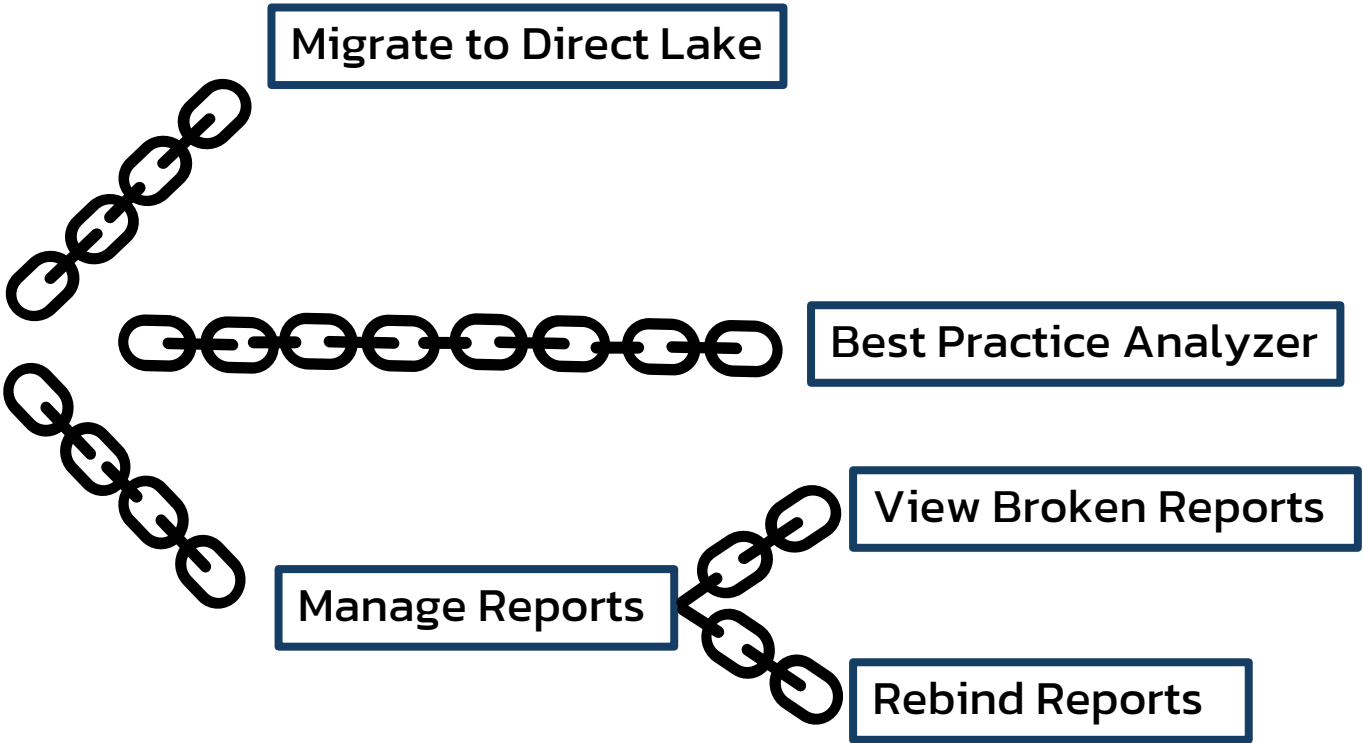 Migrate to Direct Lake
Best Practice Analyzer
View Broken Reports
Manage Reports
Rebind Reports